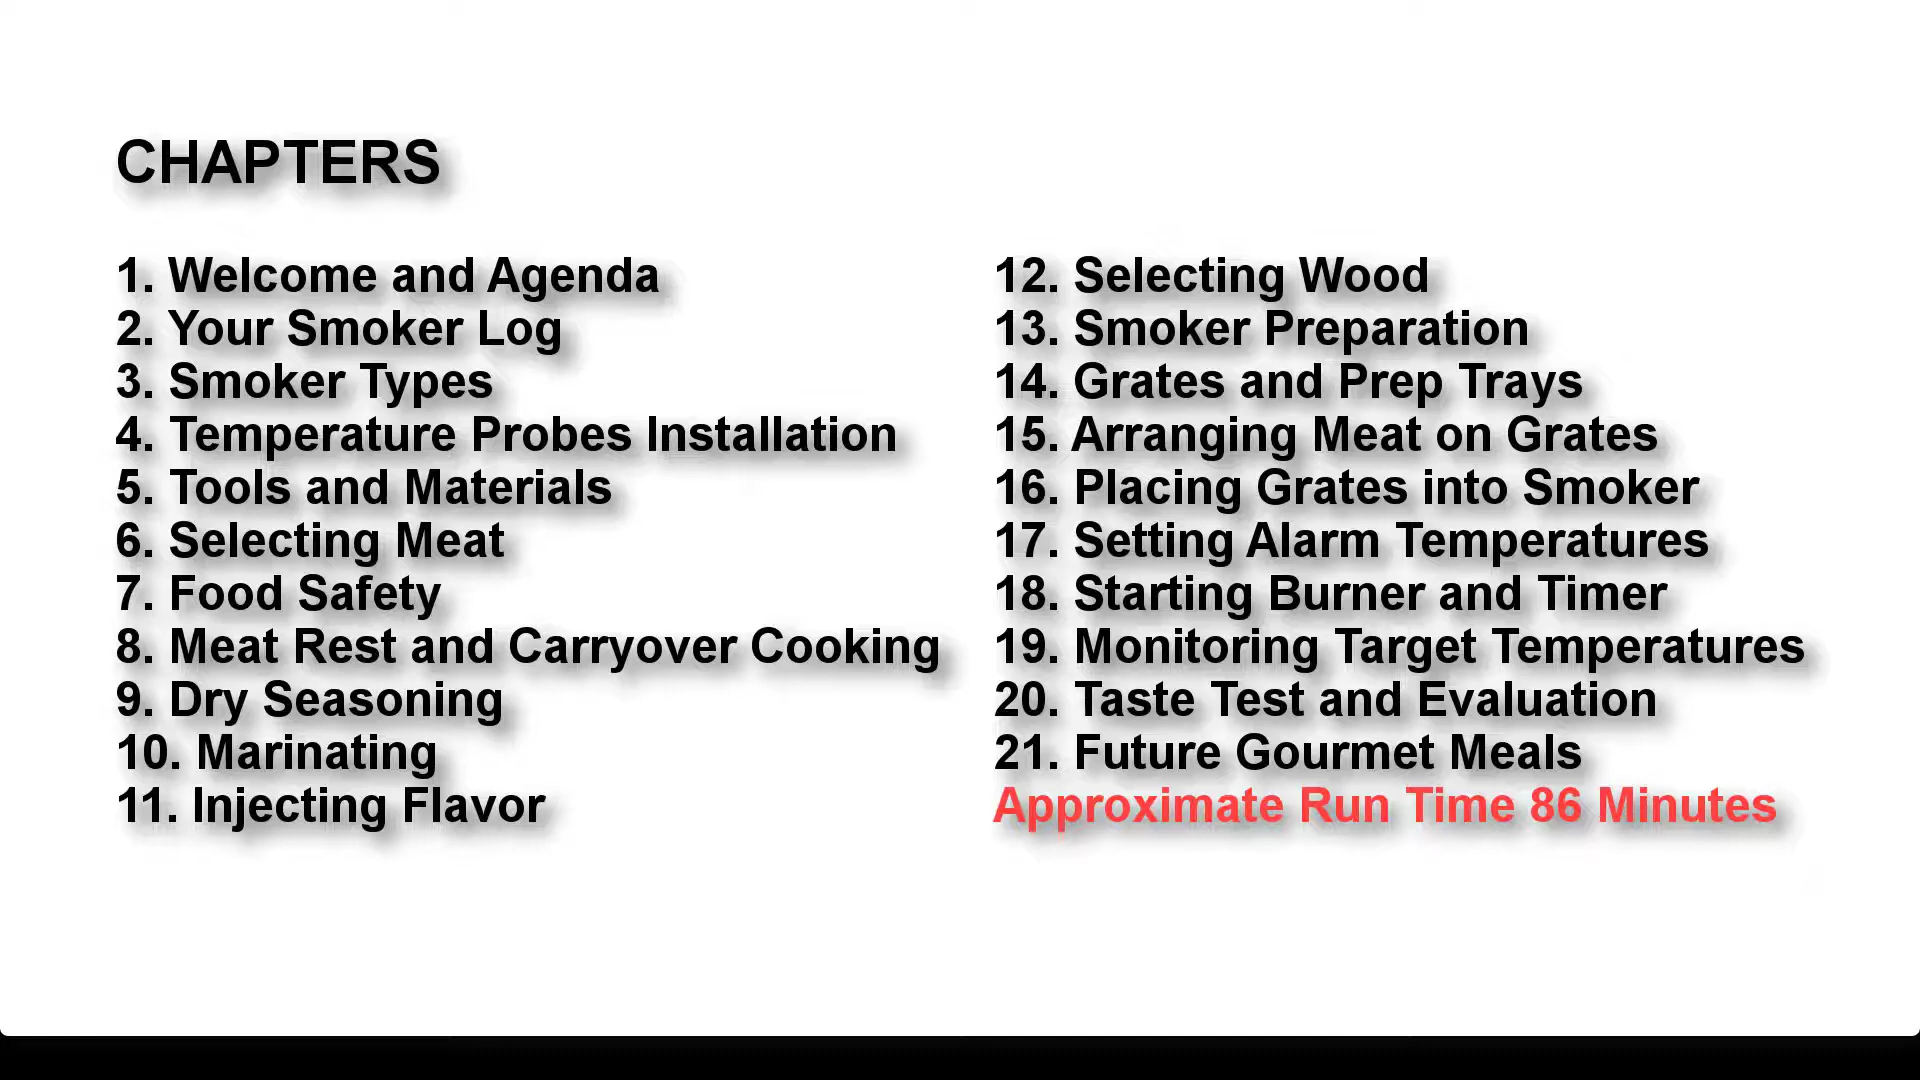 CHAPTERS
1. Welcome and Agenda
2. Your Smoker Log
3. Smoker Types
4. Temperature Probes Installation
5. Tools and Materials
6. Selecting Meat
7. Food Safety
8. Meat Rest and Carryover Cooking
9. Dry Seasoning
10. Marinating
11. Injecting Flavor
12. Selecting Wood
13. Smoker Preparation
14. Grates and Prep Trays
15. Arranging Meat on Grates
16. Placing Grates into Smoker
17. Setting Alarm Temperatures
18. Starting Burner and Timer
19. Monitoring Target Temperatures
20. Taste Test and Evaluation
21. Future Gourmet Meals
Approximate Run Time 86 Minutes